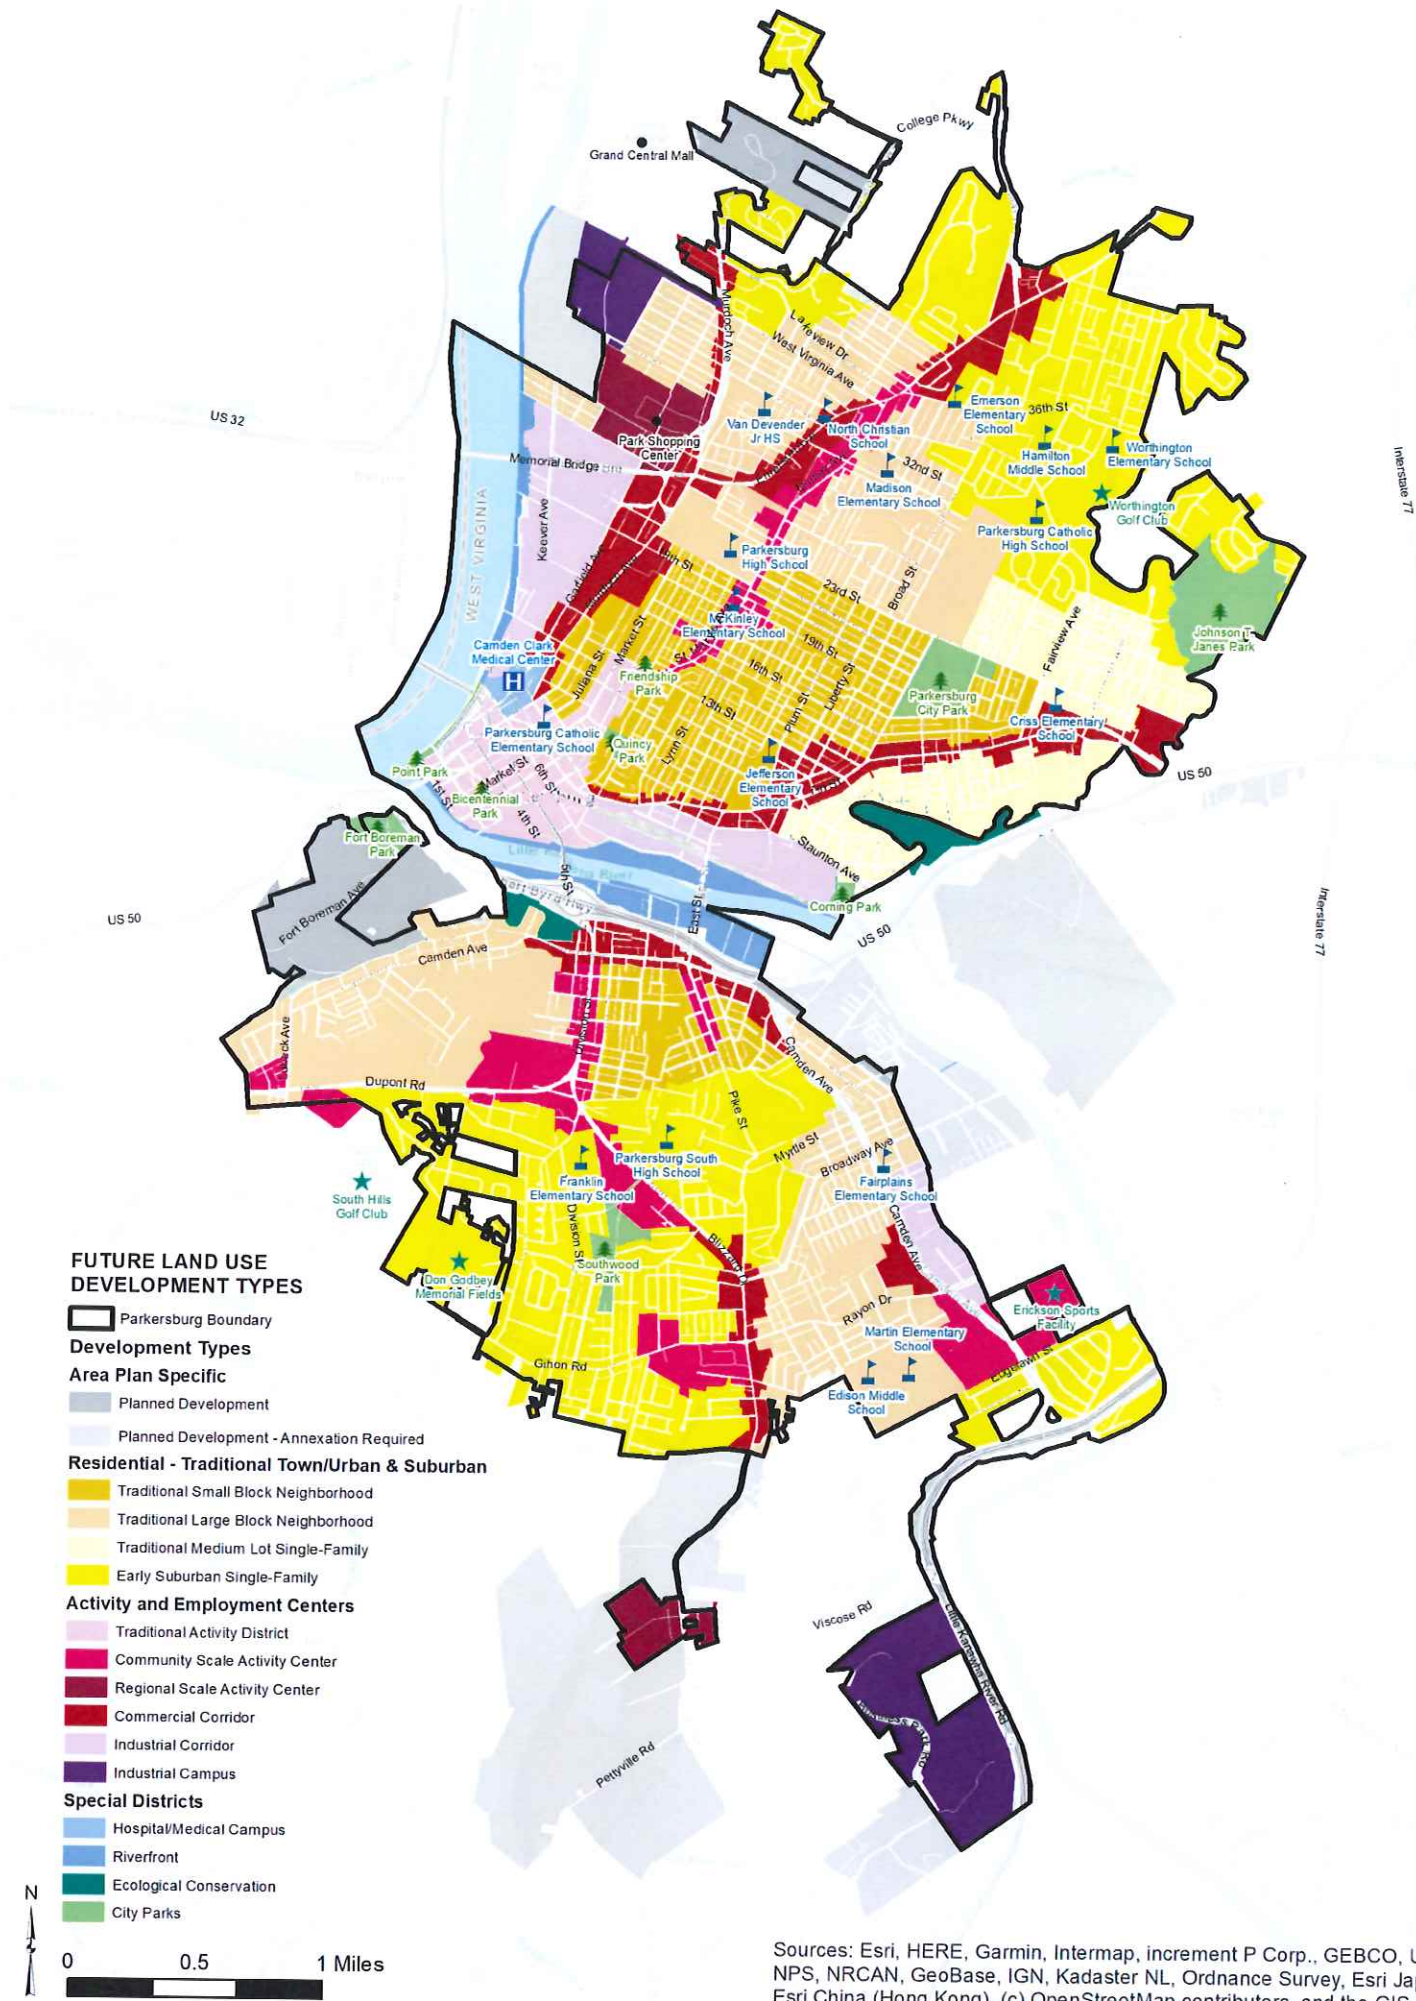 College Pkwy
Grand Central Mall
Murdoch Ave
Lakeview Dr
West Virginia Ave
US 32
Van Devender
Jr HS
North Christian
School
Emerson
Elementary
School
36th St
Hamilton
Middle School
Worthington
Elementary School
Interstate 77
Park Shopping
Center
Memorial Bridge
32nd St
Madison
Elementary School
Worthington
Golf Club
Parkersburg Catholic
High School
WEST VIRGINIA
Keever Ave
Garfield Av
Parkersburg
High School
23rd St
Broad St
McKinley
Elementary School
19th St
Fairview Ave
Johnson T
Janes Park
Camden Clark
Medical Center
H
Juliana St
Market St
Friendship
Park
16th St
13th St
Plum St
Liberty St
Parkersburg
City Park
Criss Elementary
School
Parkersburg Catholic
Elementary School
Quincy
Park
Lynn St
Jefferson
Elementary
School
US 50
Point Park
Market St
6th St
1st St
Bicentennial
Park
4th St
Fort Boreman
Park
Staunton Ave
5th St
East St
Corning Park
US 50
US 50
Interstate 77
Fort Boreman Ave
Camden Ave
Division St
Camden Ave
Dupont Rd
Pike St
Myrtle St
Broadway Ave
Parkersburg South
High School
Franklin
Elementary School
Fairplains
Elementary School
South Hills
Golf Club
Division St
Camden Ave
Southwood
Park
Don Godbey
Memorial Fields
Rayon Dr
Erickson Sports
Facility
Martin Elementary
School
Gihon Rd
Edison Middle
School
Viscose Rd
Little Kanawha River Rd
Pettyville Rd
FUTURE LAND USE
DEVELOPMENT TYPES
Parkersburg Boundary
Development Types
Area Plan Specific
Planned Development
Planned Development - Annexation Required
Residential - Traditional Town/Urban & Suburban
Traditional Small Block Neighborhood
Traditional Large Block Neighborhood
Traditional Medium Lot Single-Family
Early Suburban Single-Family
Activity and Employment Centers
Traditional Activity District
Community Scale Activity Center
Regional Scale Activity Center
Commercial Corridor
Industrial Corridor
Industrial Campus
Special Districts
Hospital/Medical Campus
Riverfront
Ecological Conservation
City Parks
N
0 0.5 1 Miles
Sources: Esri, HERE, Garmin, Intermap, increment P Corp., GEBCO, U
NPS, NRCAN, GeoBase, IGN, Kadaster NL, Ordnance Survey, Esri Ja
Esri China (Hong Kong), (c) OpenStreetMap contributors, and the GIS